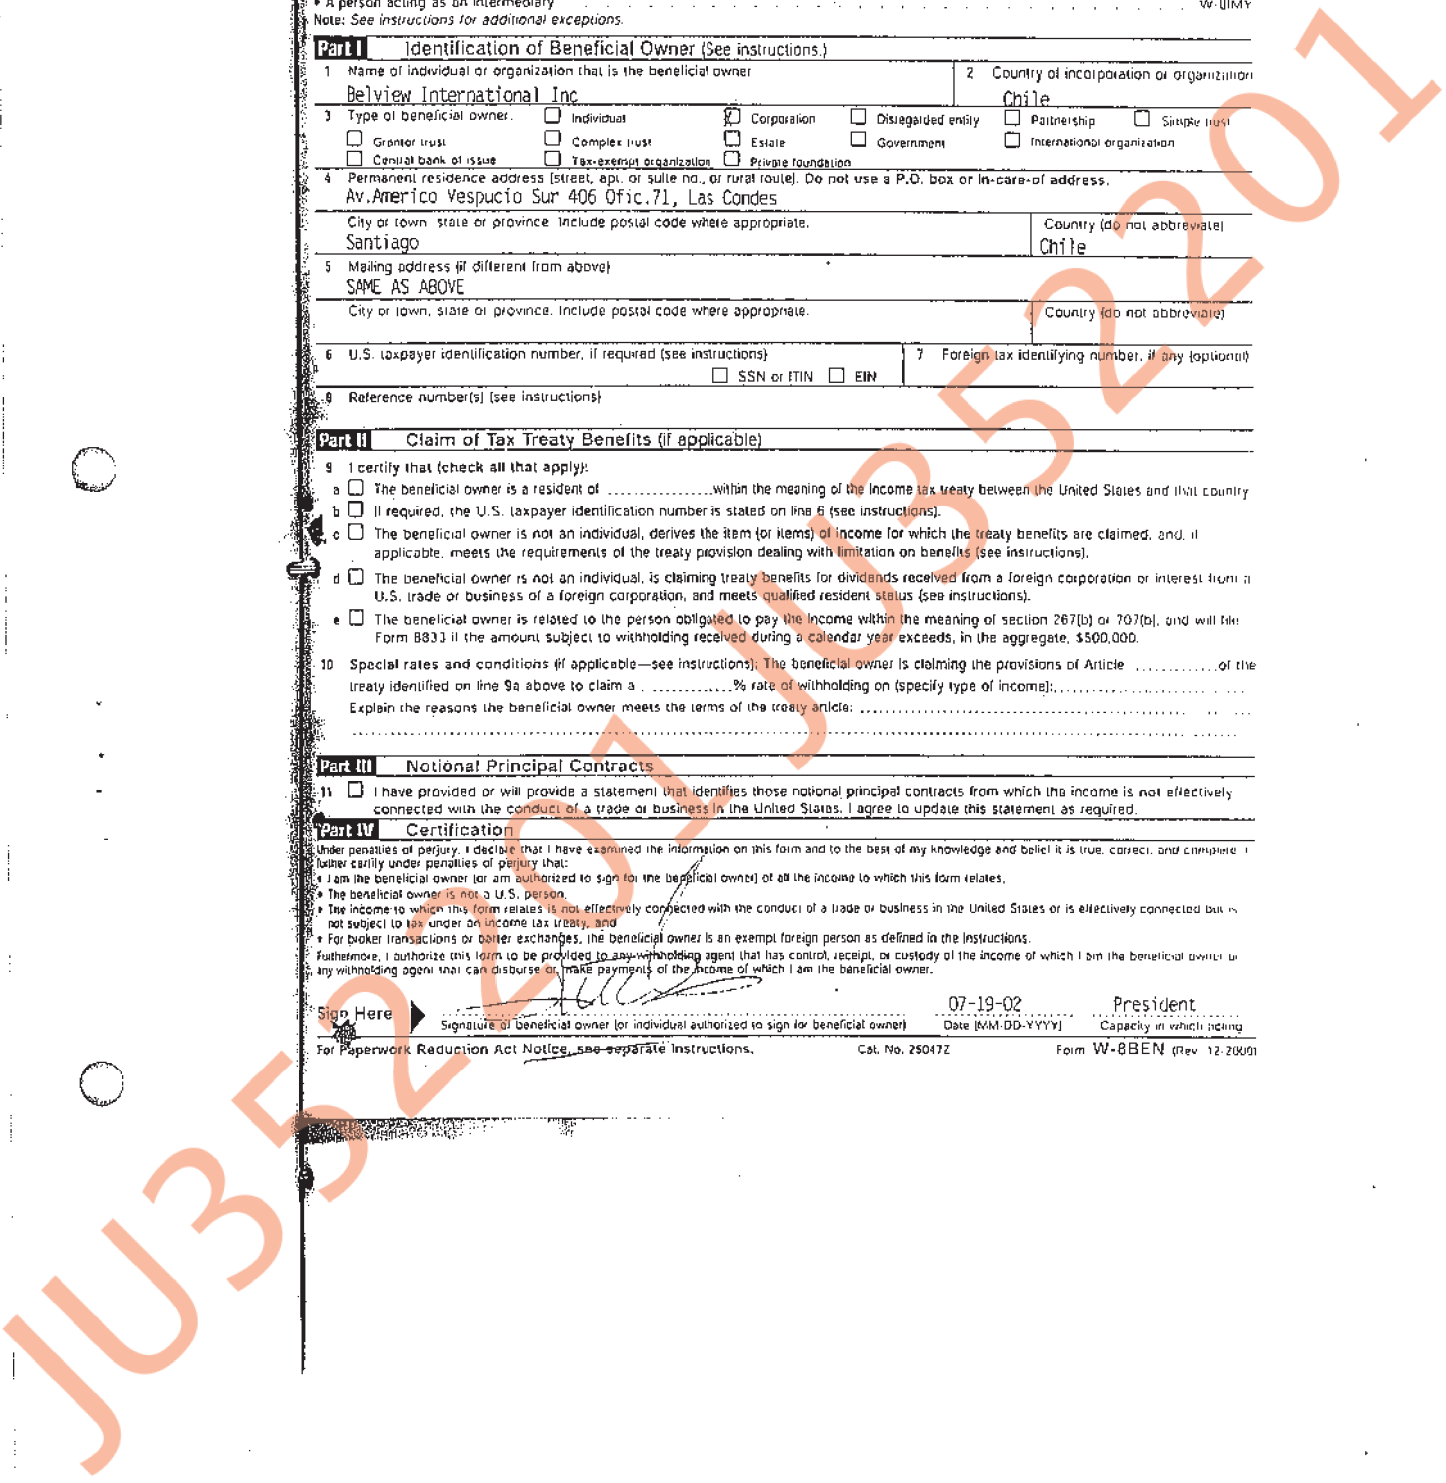 • A person acting as an intermediary . . . W-8IMY
Note: See instructions for additional exceptions.
Part I Identification of Beneficial Owner (See instructions.)
1 Name of individual or organization that is the beneficial owner 2 Country of incorporation or organization
Belview International Inc Chile
3 Type of beneficial owner. ☐ Individual ☒ Corporation ☐ Disregarded entity ☐ Partnership ☐ Simple trust
☐ Grantor trust ☐ Complex trust ☐ Estate ☐ Government ☐ International organization
☐ Central bank of issue ☐ Tax-exempt organization ☐ Private foundation
4 Permanent residence address (street, apt. or suite no., or rural route). Do not use a P.O. box or in-care-of address.
Av.Americo Vespucio Sur 406 Ofic.71, Las Condes
City or town state or province Include postal code where appropriate. Country (do not abbreviate)
Santiago Chile
5 Mailing address (if different from above)
SAME AS ABOVE
City or town, state or province. Include postal code where appropriate. Country (do not abbreviate)
6 U.S. taxpayer identification number, if required (see instructions) 7 Foreign tax identifying number, if any (optional)
☐ SSN or ITIN ☐ EIN
8 Reference number(s) (see instructions)
Part II Claim of Tax Treaty Benefits (if applicable)
9 I certify that (check all that apply):
a ☐ The beneficial owner is a resident of ................ within the meaning of the income tax treaty between the United States and that country
b ☐ If required, the U.S. taxpayer identification number is stated on line 6 (see instructions).
c ☐ The beneficial owner is not an individual, derives the item (or items) of income for which the treaty benefits are claimed, and, if
applicable, meets the requirements of the treaty provision dealing with limitation on benefits (see instructions).
d ☐ The beneficial owner is not an individual, is claiming treaty benefits for dividends received from a foreign corporation or interest from a
U.S. trade or business of a foreign corporation, and meets qualified resident status (see instructions).
e ☐ The beneficial owner is related to the person obligated to pay the income within the meaning of section 267(b) or 707(b), and will file
Form 8833 if the amount subject to withholding received during a calendar year exceeds, in the aggregate, $500,000.
10 Special rates and conditions (if applicable—see instructions): The beneficial owner is claiming the provisions of Article ............ of the
treaty identified on line 9a above to claim a .............% rate of withholding on (specify type of income): ............
Explain the reasons the beneficial owner meets the terms of the treaty article: ............
Part III Notional Principal Contracts
11 ☐ I have provided or will provide a statement that identifies those notional principal contracts from which the income is not effectively
connected with the conduct of a trade or business in the United States. I agree to update this statement as required.
Part IV Certification
Under penalties of perjury, I declare that I have examined the information on this form and to the best of my knowledge and belief it is true, correct, and complete I
further certify under penalties of perjury that:
• I am the beneficial owner (or am authorized to sign for the beneficial owner) of all the income to which this form relates,
• The beneficial owner is not a U.S. person,
• The income to which this form relates is not effectively connected with the conduct of a trade or business in the United States or is effectively connected but is
not subject to tax under an income tax treaty, and
• For broker transactions or barter exchanges, the beneficial owner is an exempt foreign person as defined in the instructions.
Furthermore, I authorize this form to be provided to any withholding agent that has control, receipt, or custody of the income of which I am the beneficial owner or
any withholding agent that can disburse or make payments of the income of which I am the beneficial owner.
07-19-02 President
Sign Here
Signature of beneficial owner (or individual authorized to sign for beneficial owner) Date (MM-DD-YYYY) Capacity in which acting
For Paperwork Reduction Act Notice, see separate instructions. Cat. No. 25047Z Form W-8BEN (Rev 12-2000)
JU352201 JU352201